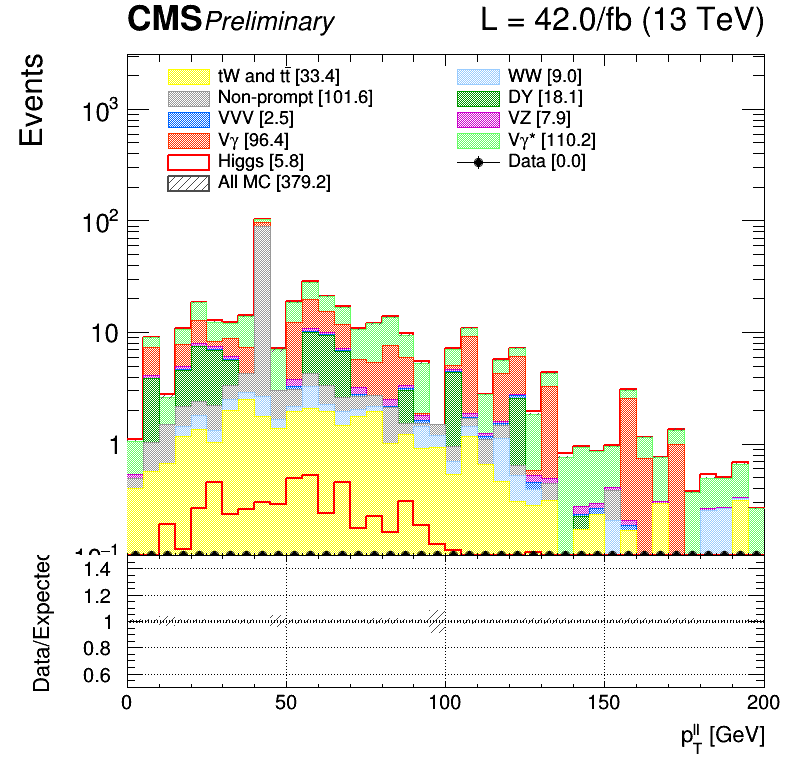 CMS Preliminary L = 42.0/fb (13 TeV)
Events
tW and tt̄ [33.4]
Non-prompt [101.6]
VVV [2.5]
Vγ [96.4]
Higgs [5.8]
All MC [379.2]
WW [9.0]
DY [18.1]
VZ [7.9]
Vγ* [110.2]
Data [0.0]
10³
10²
10
1
10⁻¹
Data/Expected
1.4
1.2
1
0.8
0.6
0 50 100 150 200
p_T^ll [GeV]